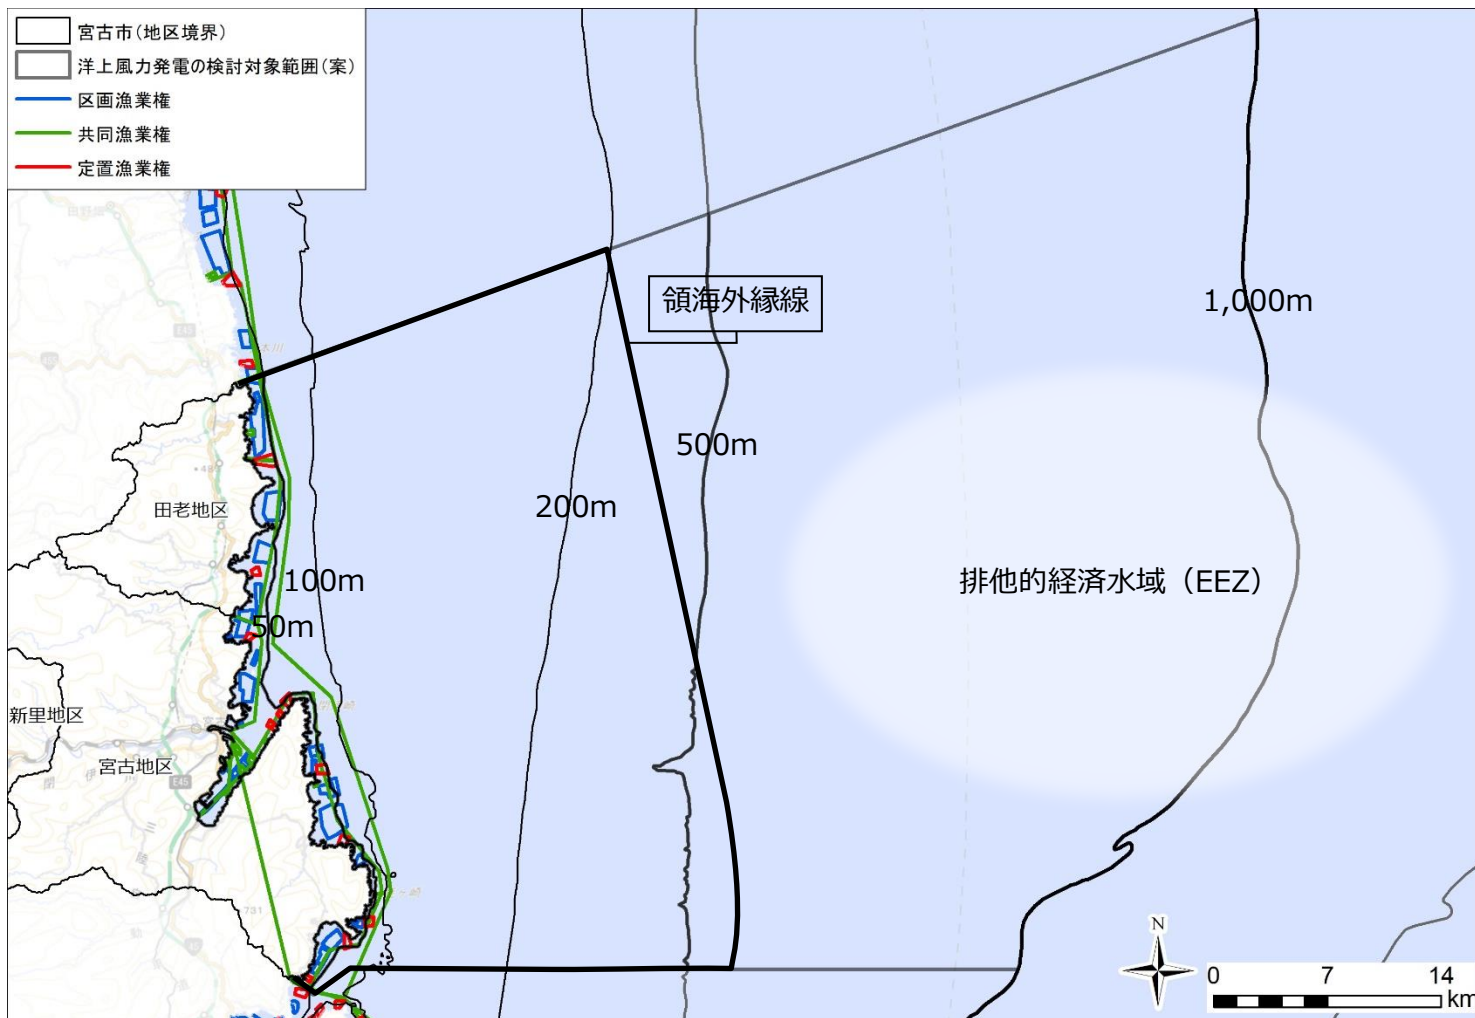 宮古市(地区境界)
洋上風力発電の検討対象範囲(案)
区画漁業権
共同漁業権
定置漁業権
領海外縁線
1,000m
500m
200m
田老地区
100m
排他的経済水域（EEZ）
50m
新里地区
宮古地区
E45
E45
731
N
0 7 14
km